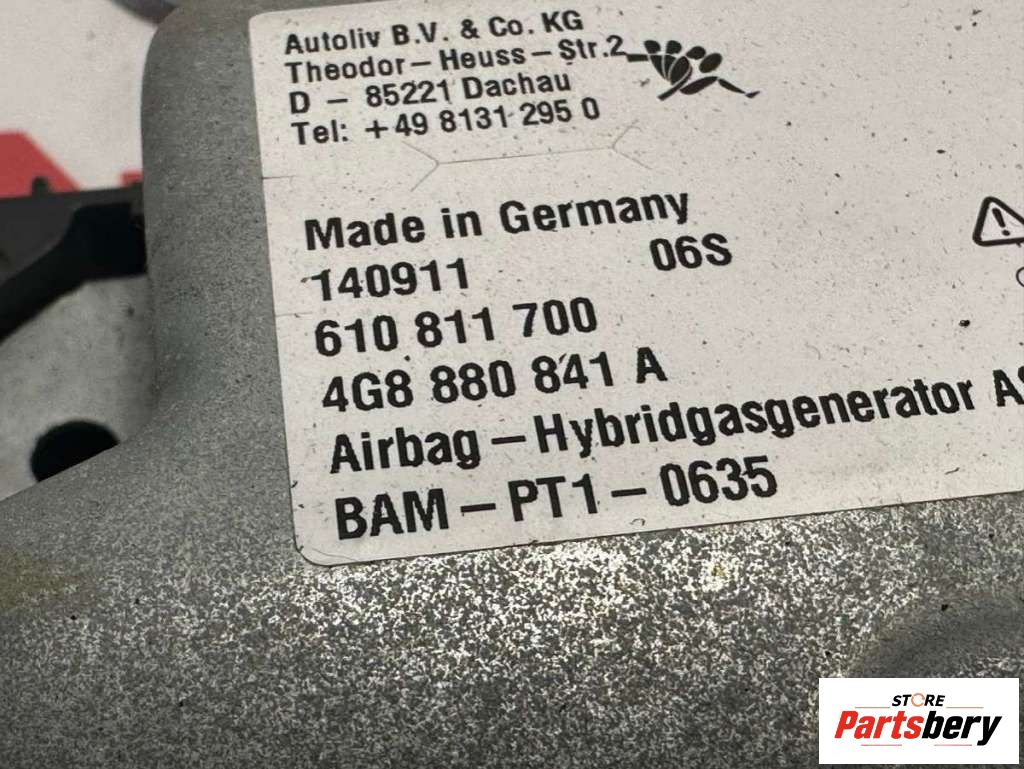 Autoliv B.V. & Co. KG
Theodor-Heuss-Str.2
D - 85221 Dachau
Tel: +49 8131 295 0
Made in Germany
140911 06S
610 811 700
4G8 880 841 A
Airbag-Hybridgasgenerator
BAM-PT1-0635
STORE
Partsbery